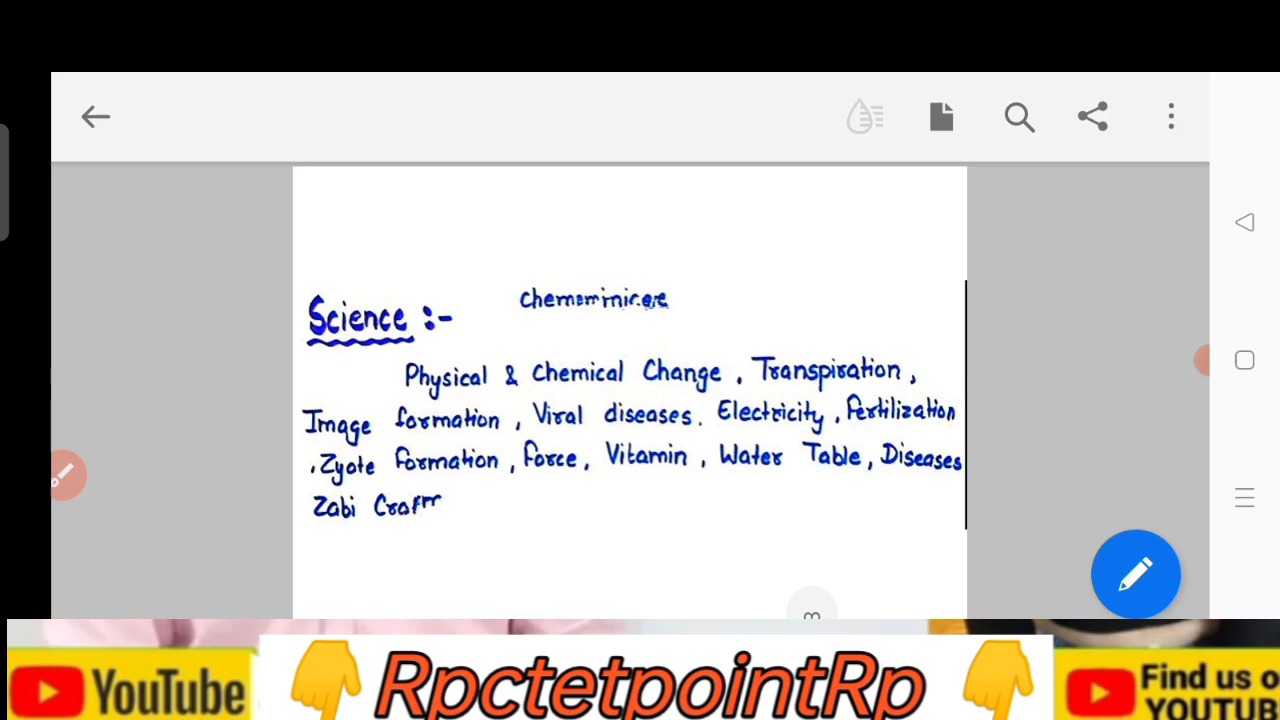 Science :-
Physical & Chemical Change , Transpiration ,
Image formation , Viral diseases . Electricity , Fertilization
, Zyote Formation , force , Vitamin , Water Table , Diseases
Zabi
YouTube
RpctetpointRp
Find us o
YOUTUB